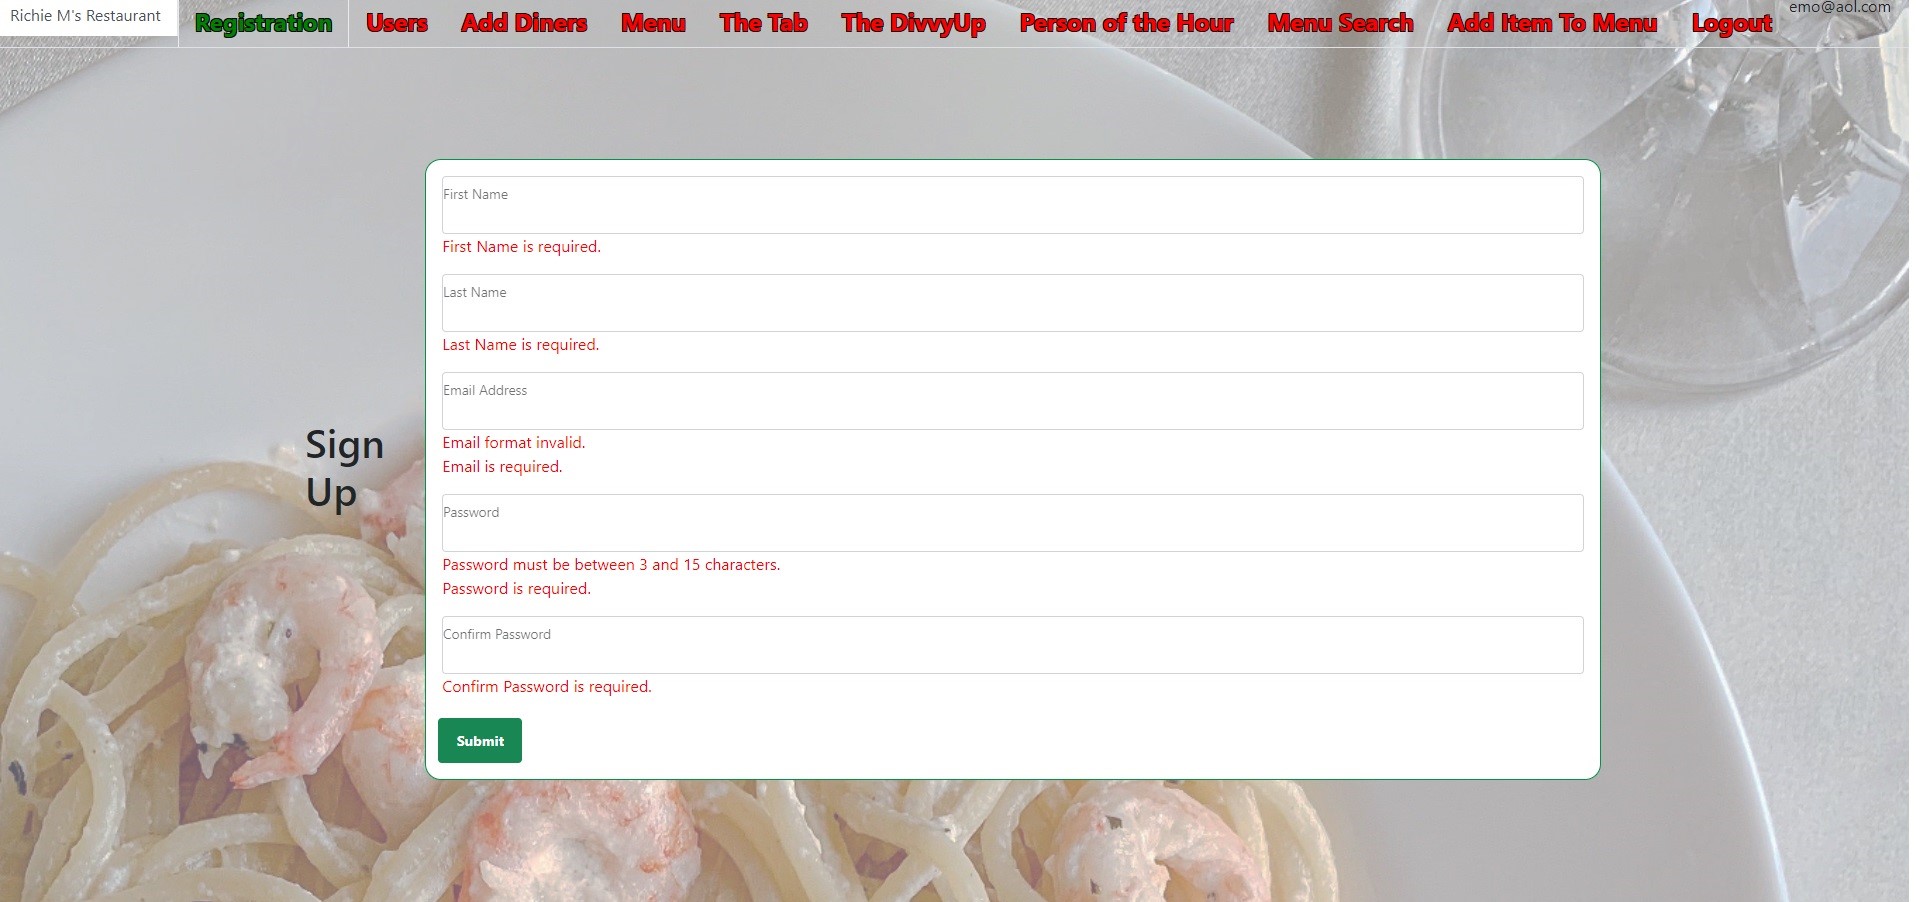 Richie M's Restaurant
Registration Users Add Diners Menu The Tab The DivvyUp Person of the Hour Menu Search Add Item To Menu Logout emo@aol.com
Sign
Up
First Name
First Name is required.
Last Name
Last Name is required.
Email Address
Email format invalid.
Email is required.
Password
Password must be between 3 and 15 characters.
Password is required.
Confirm Password
Confirm Password is required.
Submit